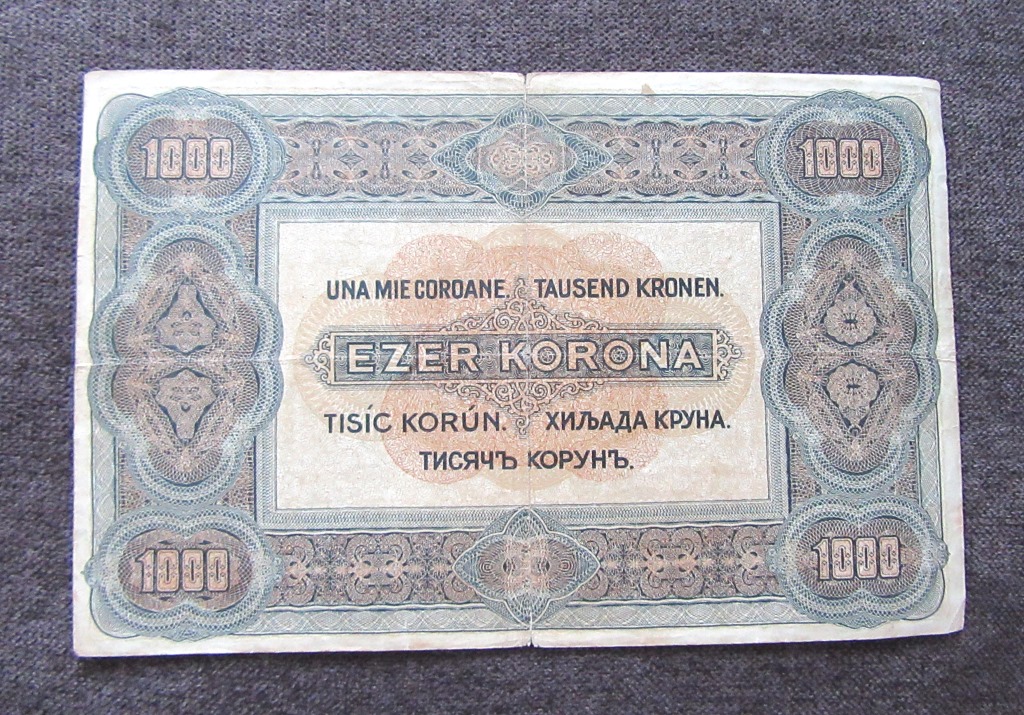 1000 1000
UNA MIE COROANE. TAUSEND KRONEN.
EZER KORONA
TISÍC KORÚN. ХИЉАДА КРУНА.
ТИСЯЧЪ КОРУНЪ.
1000 1000